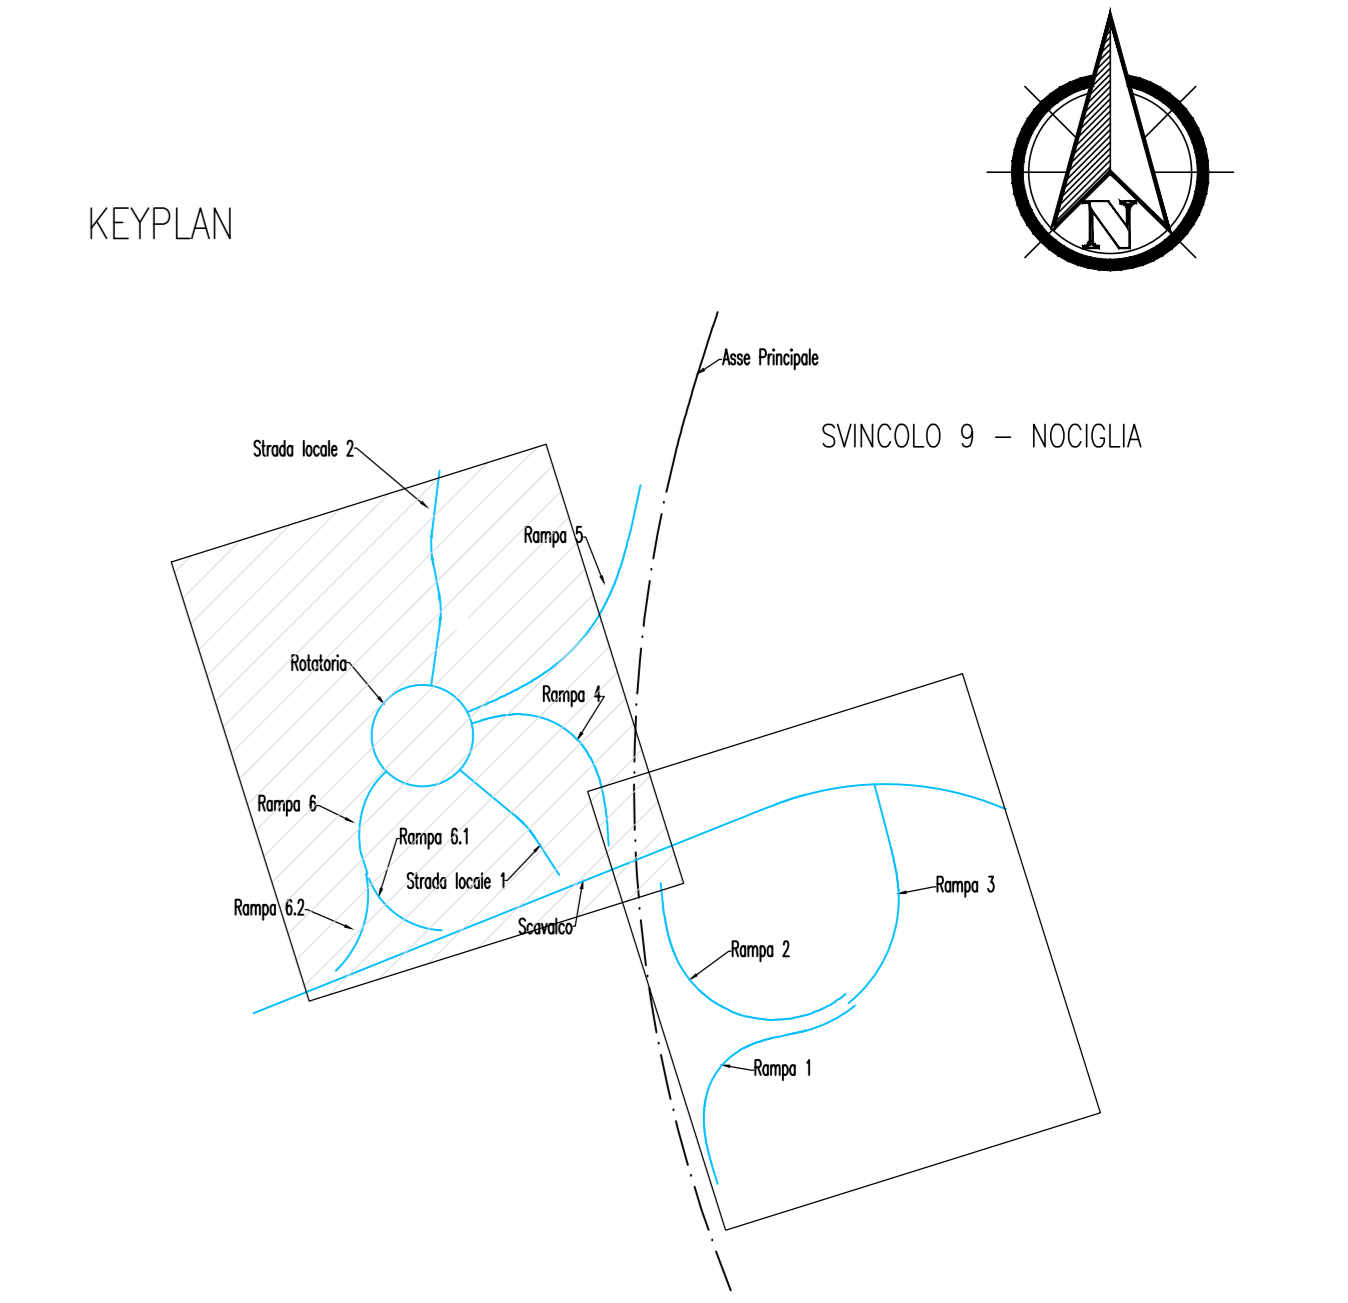 N
KEYPLAN
Asse Principale
SVINCOLO 9 - NOCIGLIA
Strada locale 2
Rampa 5
Rotatoria
Rampa 4
Rampa 6
Rampa 6.1
Strada locale 1
Rampa 3
Rampa 6.2
Scavalco
Rampa 2
Rampa 1